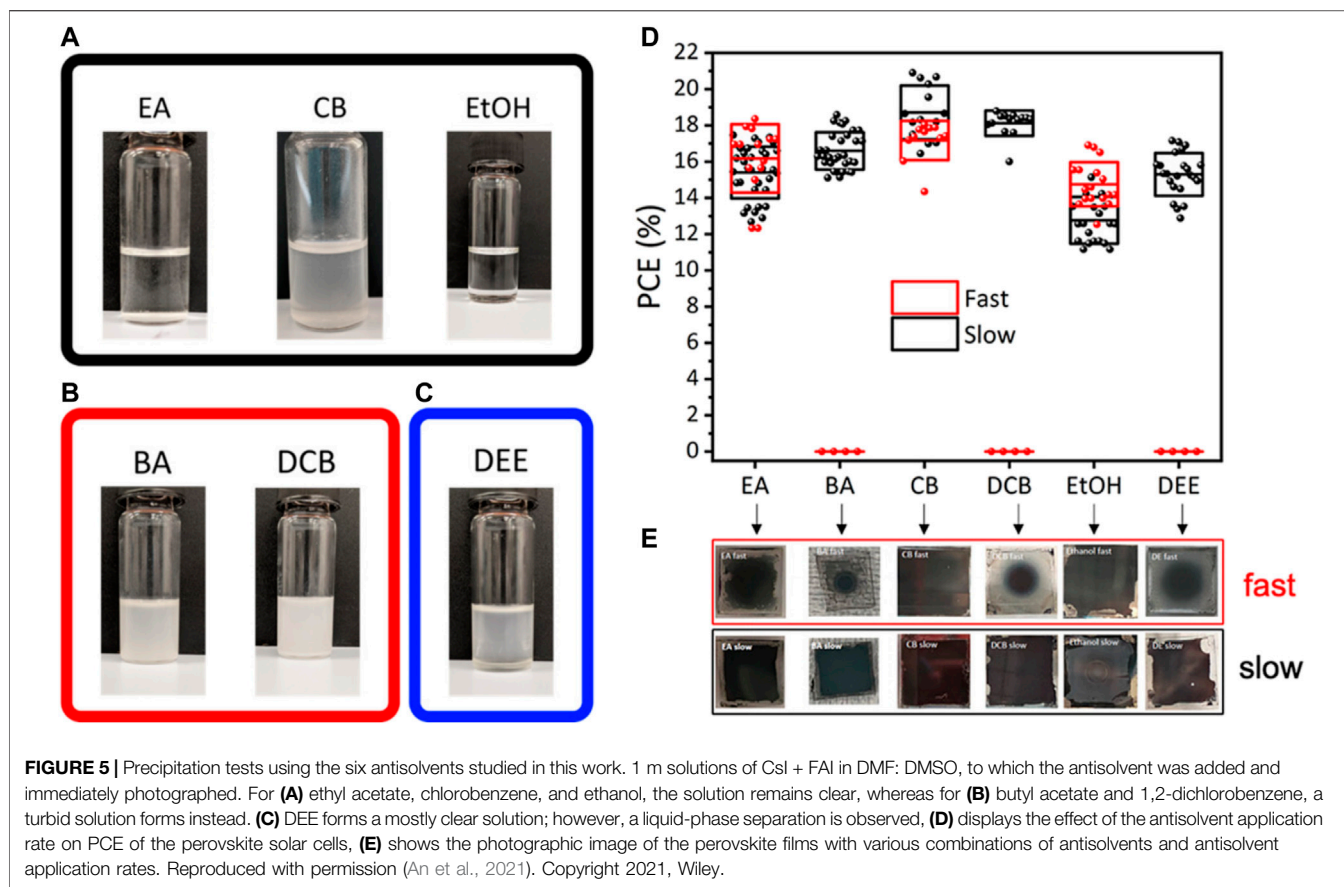 A
EA
CB
EtOH
B
BA
DCB
C
DEE
D
PCE (%)
22
20
18
16
14
12
10
8
6
4
2
0
Fast
Slow
EA
BA
CB
DCB
EtOH
DEE
E
EA fast
BA fast
CB fast
DCB fast
Ethanol fast
DE fast
fast
EA slow
BA slow
CB slow
DCB slow
Ethanol slow
DE slow
slow
FIGURE 5 | Precipitation tests using the six antisolvents studied in this work. 1 m solutions of CsI + FAI in DMF: DMSO, to which the antisolvent was added and
immediately photographed. For (A) ethyl acetate, chlorobenzene, and ethanol, the solution remains clear, whereas for (B) butyl acetate and 1,2-dichlorobenzene, a
turbid solution forms instead. (C) DEE forms a mostly clear solution; however, a liquid-phase separation is observed, (D) displays the effect of the antisolvent application
rate on PCE of the perovskite solar cells, (E) shows the photographic image of the perovskite films with various combinations of antisolvents and antisolvent
application rates. Reproduced with permission (An et al., 2021). Copyright 2021, Wiley.